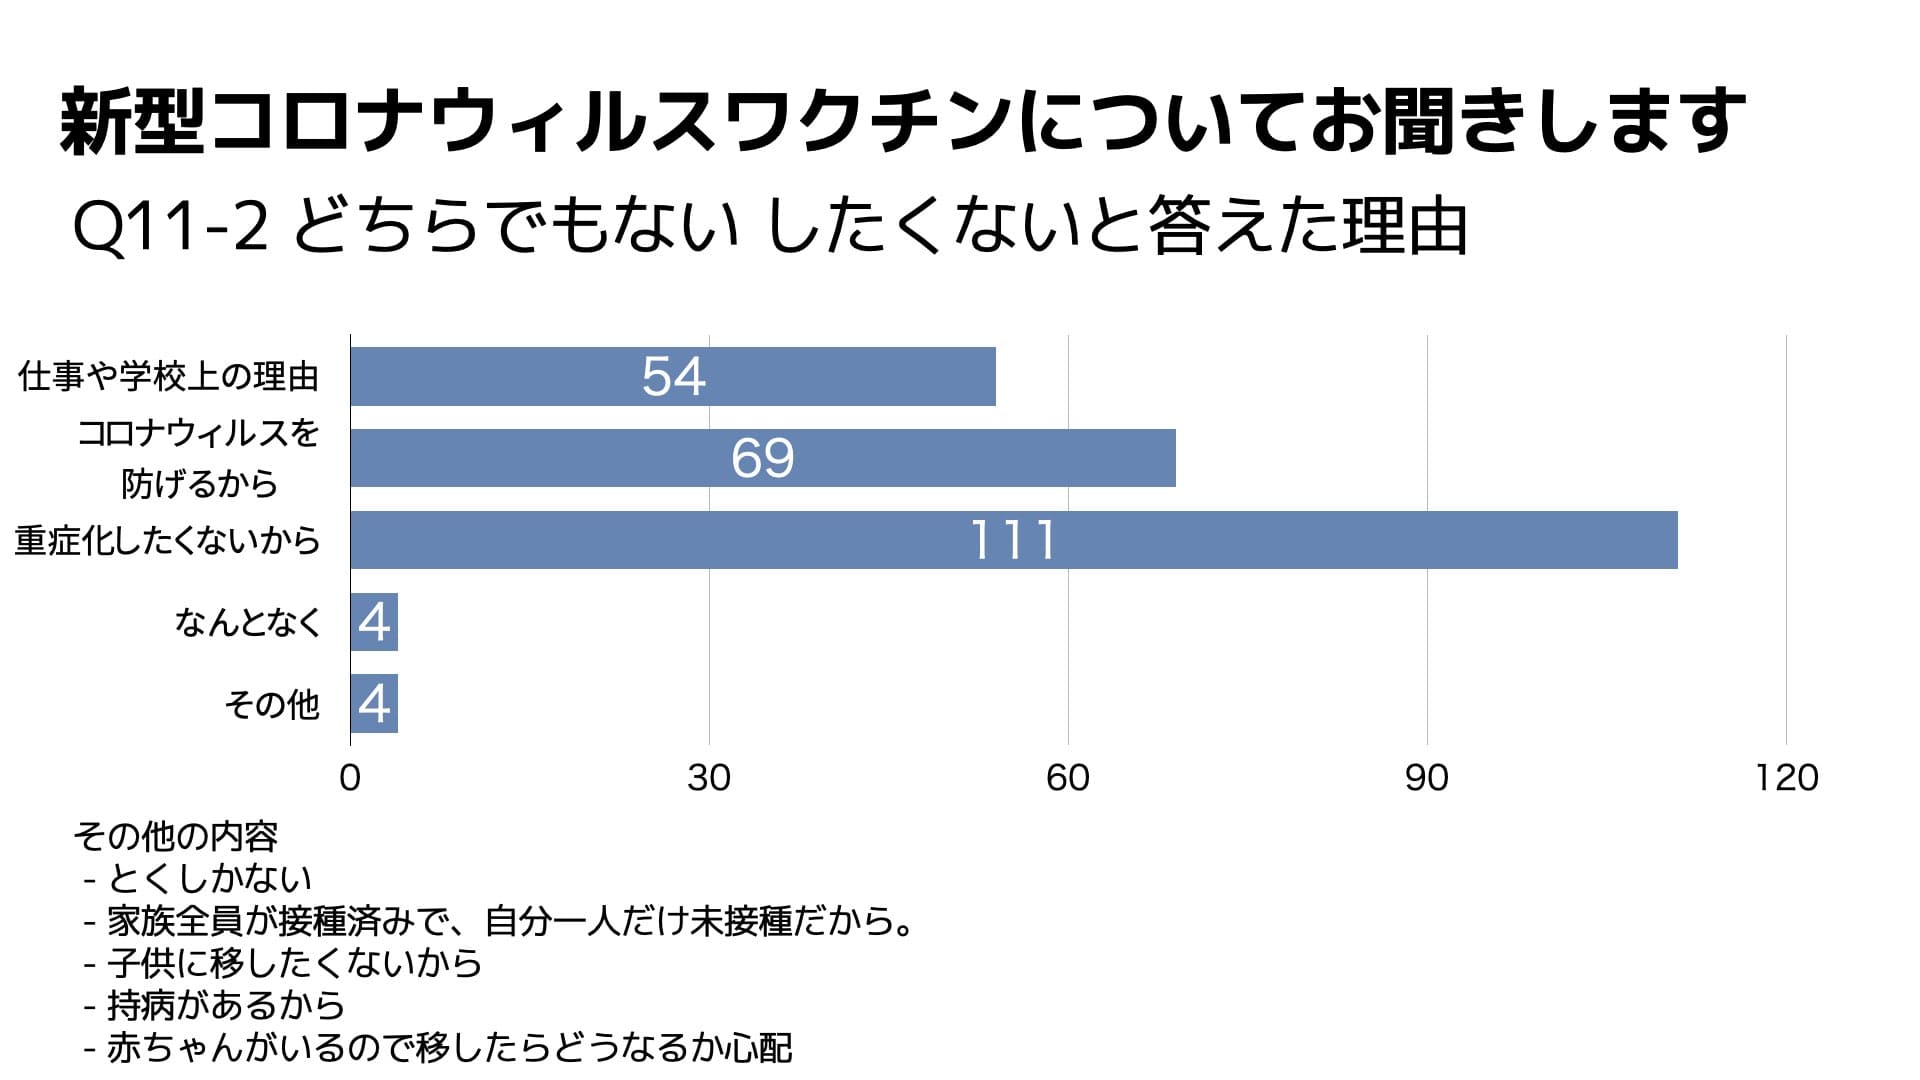 新型コロナウィルスワクチンについてお聞きします
Q11-2 どちらでもない したくないと答えた理由
仕事や学校上の理由
54
コロナウィルスを
防げるから
69
重症化したくないから
111
なんとなく
4
その他
4
0 30 60 90 120
その他の内容
- とくしかない
- 家族全員が接種済みで、自分一人だけ未接種だから。
- 子供に移したくないから
- 持病があるから
- 赤ちゃんがいるので移したらどうなるか心配